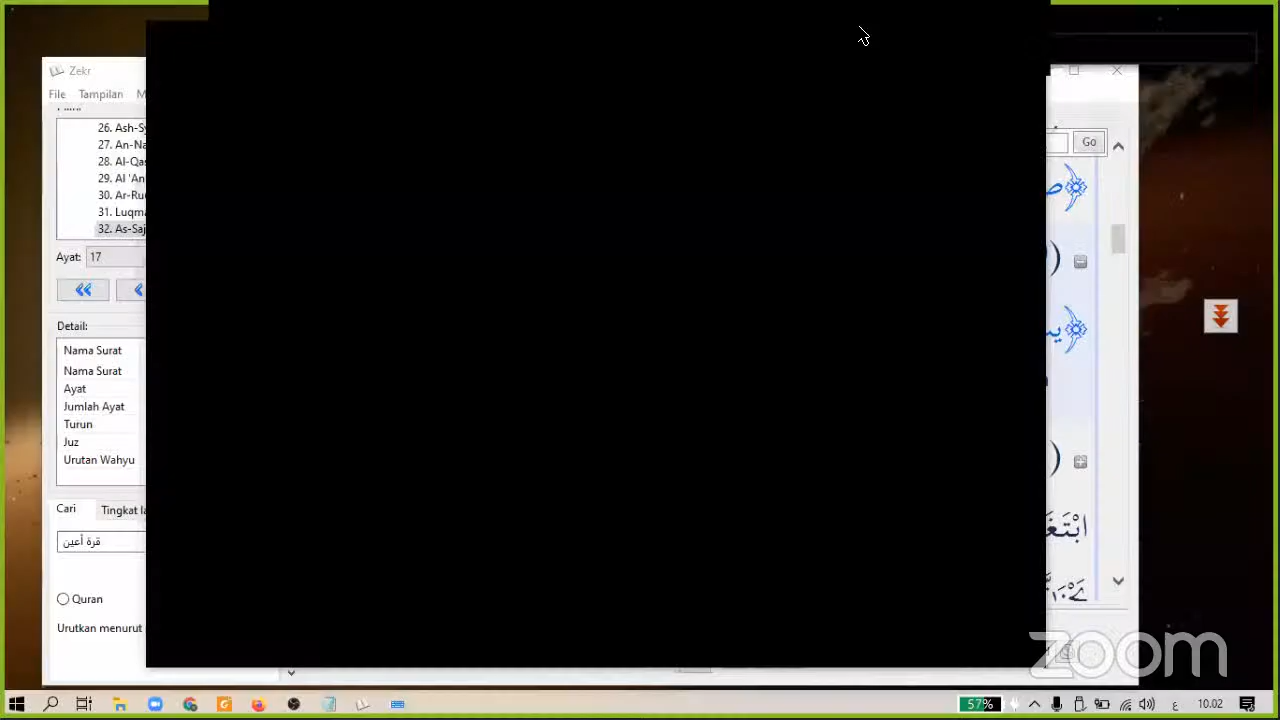 Zekr
File Tampilan
26. Ash-Sy
27. An-Na
28. Al-Qas
29. Al 'An
30. Ar-Ru
31. Luqma
32. As-Saj
Ayat: 17
Detail:
Nama Surat
Nama Surat
Ayat
Jumlah Ayat
Turun
Juz
Urutan Wahyu
Cari Tingkat la
قرة أعين
Quran
Urutkan menurut
Go
zoom
57%
ع
10.02